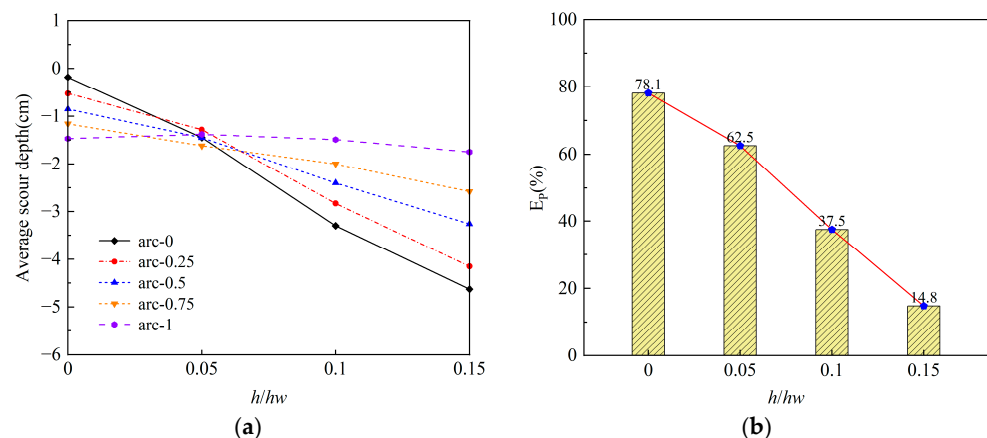 1
0
−1
−2
−3
−4
−5
−6
Average scour depth(cm)
arc-0
arc-0.25
arc-0.5
arc-0.75
arc-1
0 0.05 0.1 0.15
h/hw
(a)
100
80
60
40
20
0
E_P(%)
78.1
62.5
37.5
14.8
0 0.05 0.1 0.15
h/hw
(b)